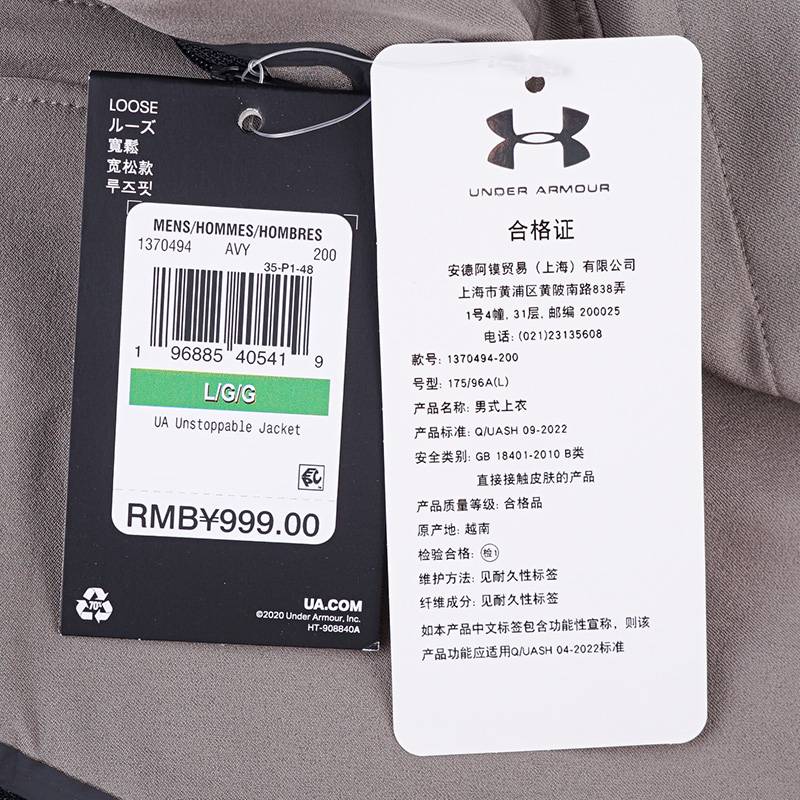 LOOSE
ルーズ
寬鬆
宽松款
루즈핏
MENS/HOMMES/HOMBRES
1370494 AVY 200
35-P1-48
1 96885 40541 9
L/G/G
UA Unstoppable Jacket
RMB¥999.00
70%
UA.COM
©2020 Under Armour, Inc.
HT-908840A
UNDER ARMOUR
合格证
安德阿镆贸易（上海）有限公司
上海市黄浦区黄陂南路838弄
1号4幢, 31层, 邮编 200025
电话: (021)23135608
款号: 1370494-200
号型: 175/96A(L)
产品名称: 男式上衣
产品标准: Q/UASH 09-2022
安全类别: GB 18401-2010 B类
直接接触皮肤的产品
产品质量等级: 合格品
原产地: 越南
检验合格: 检1
维护方法: 见耐久性标签
纤维成分: 见耐久性标签
如本产品中文标签包含功能性宣称，则该
产品功能应适用Q/UASH 04-2022标准